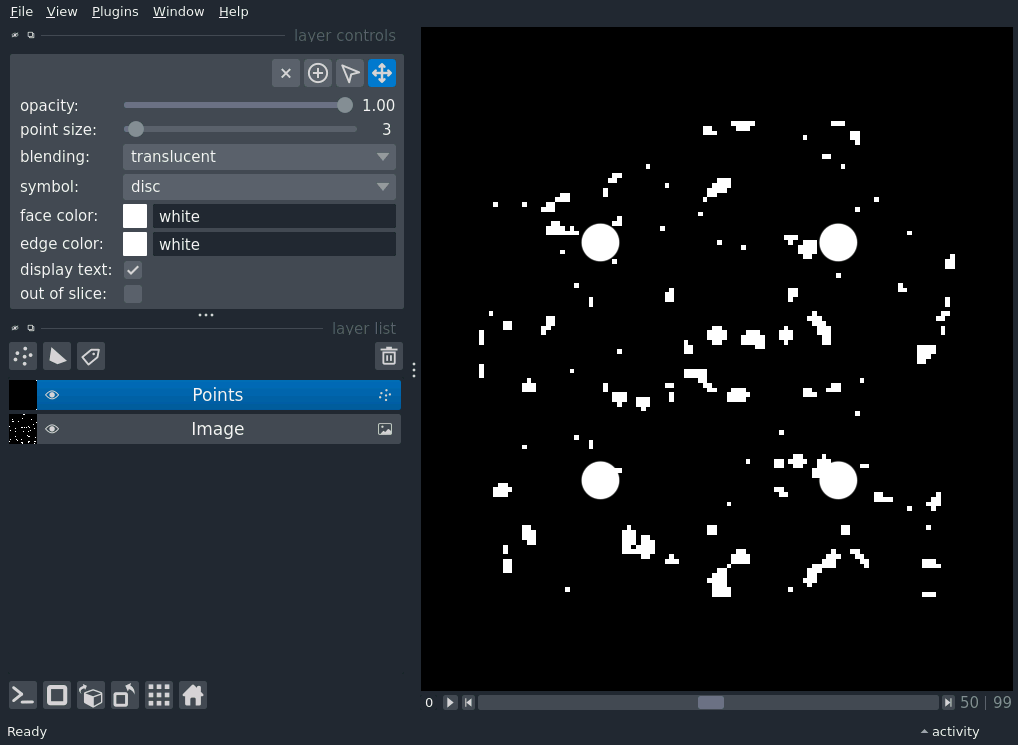 File View Plugins Window Help
layer controls
opacity: 1.00
point size: 3
blending: translucent
symbol: disc
face color: white
edge color: white
display text:
out of slice:
layer list
Points
Image
0 50 | 99
Ready activity